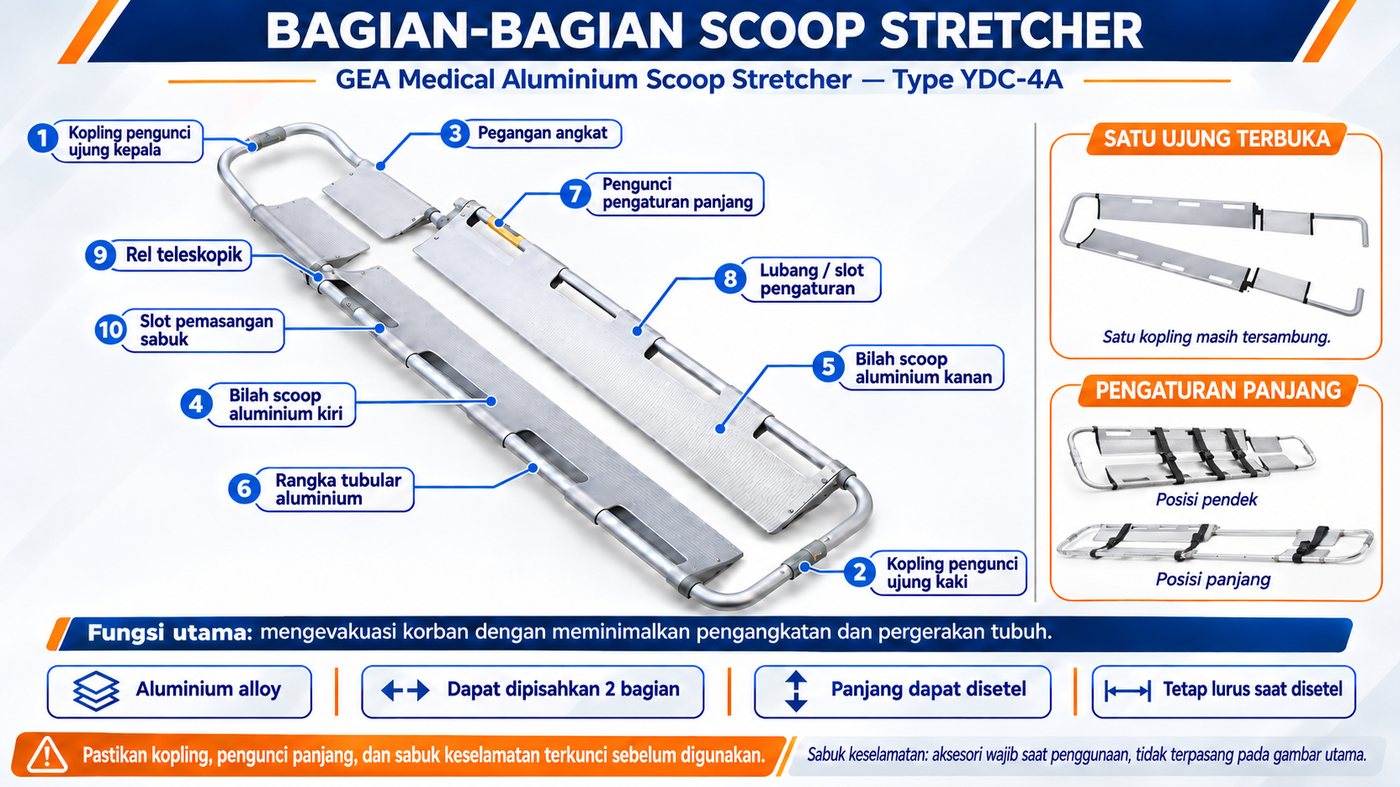 BAGIAN-BAGIAN SCOOP STRETCHER
GEA Medical Aluminium Scoop Stretcher — Type YDC-4A
1 Kopling pengunci
ujung kepala
3 Pegangan angkat
7 Pengunci
pengaturan panjang
9 Rel teleskopik
8 Lubang / slot
pengaturan
10 Slot pemasangan
sabuk
5 Bilah scoop
aluminium kanan
4 Bilah scoop
aluminium kiri
6 Rangka tubular
aluminium
2 Kopling pengunci
ujung kaki
SATU UJUNG TERBUKA
Satu kopling masih tersambung.
PENGATURAN PANJANG
Posisi pendek
Posisi panjang
Fungsi utama: mengevakuasi korban dengan meminimalkan pengangkatan dan pergerakan tubuh.
Aluminium alloy
Dapat dipisahkan 2 bagian
Panjang dapat disetel
Tetap lurus saat disetel
Pastikan kopling, pengunci panjang, dan sabuk keselamatan terkunci sebelum digunakan.
Sabuk keselamatan: aksesori wajib saat penggunaan, tidak terpasang pada gambar utama.